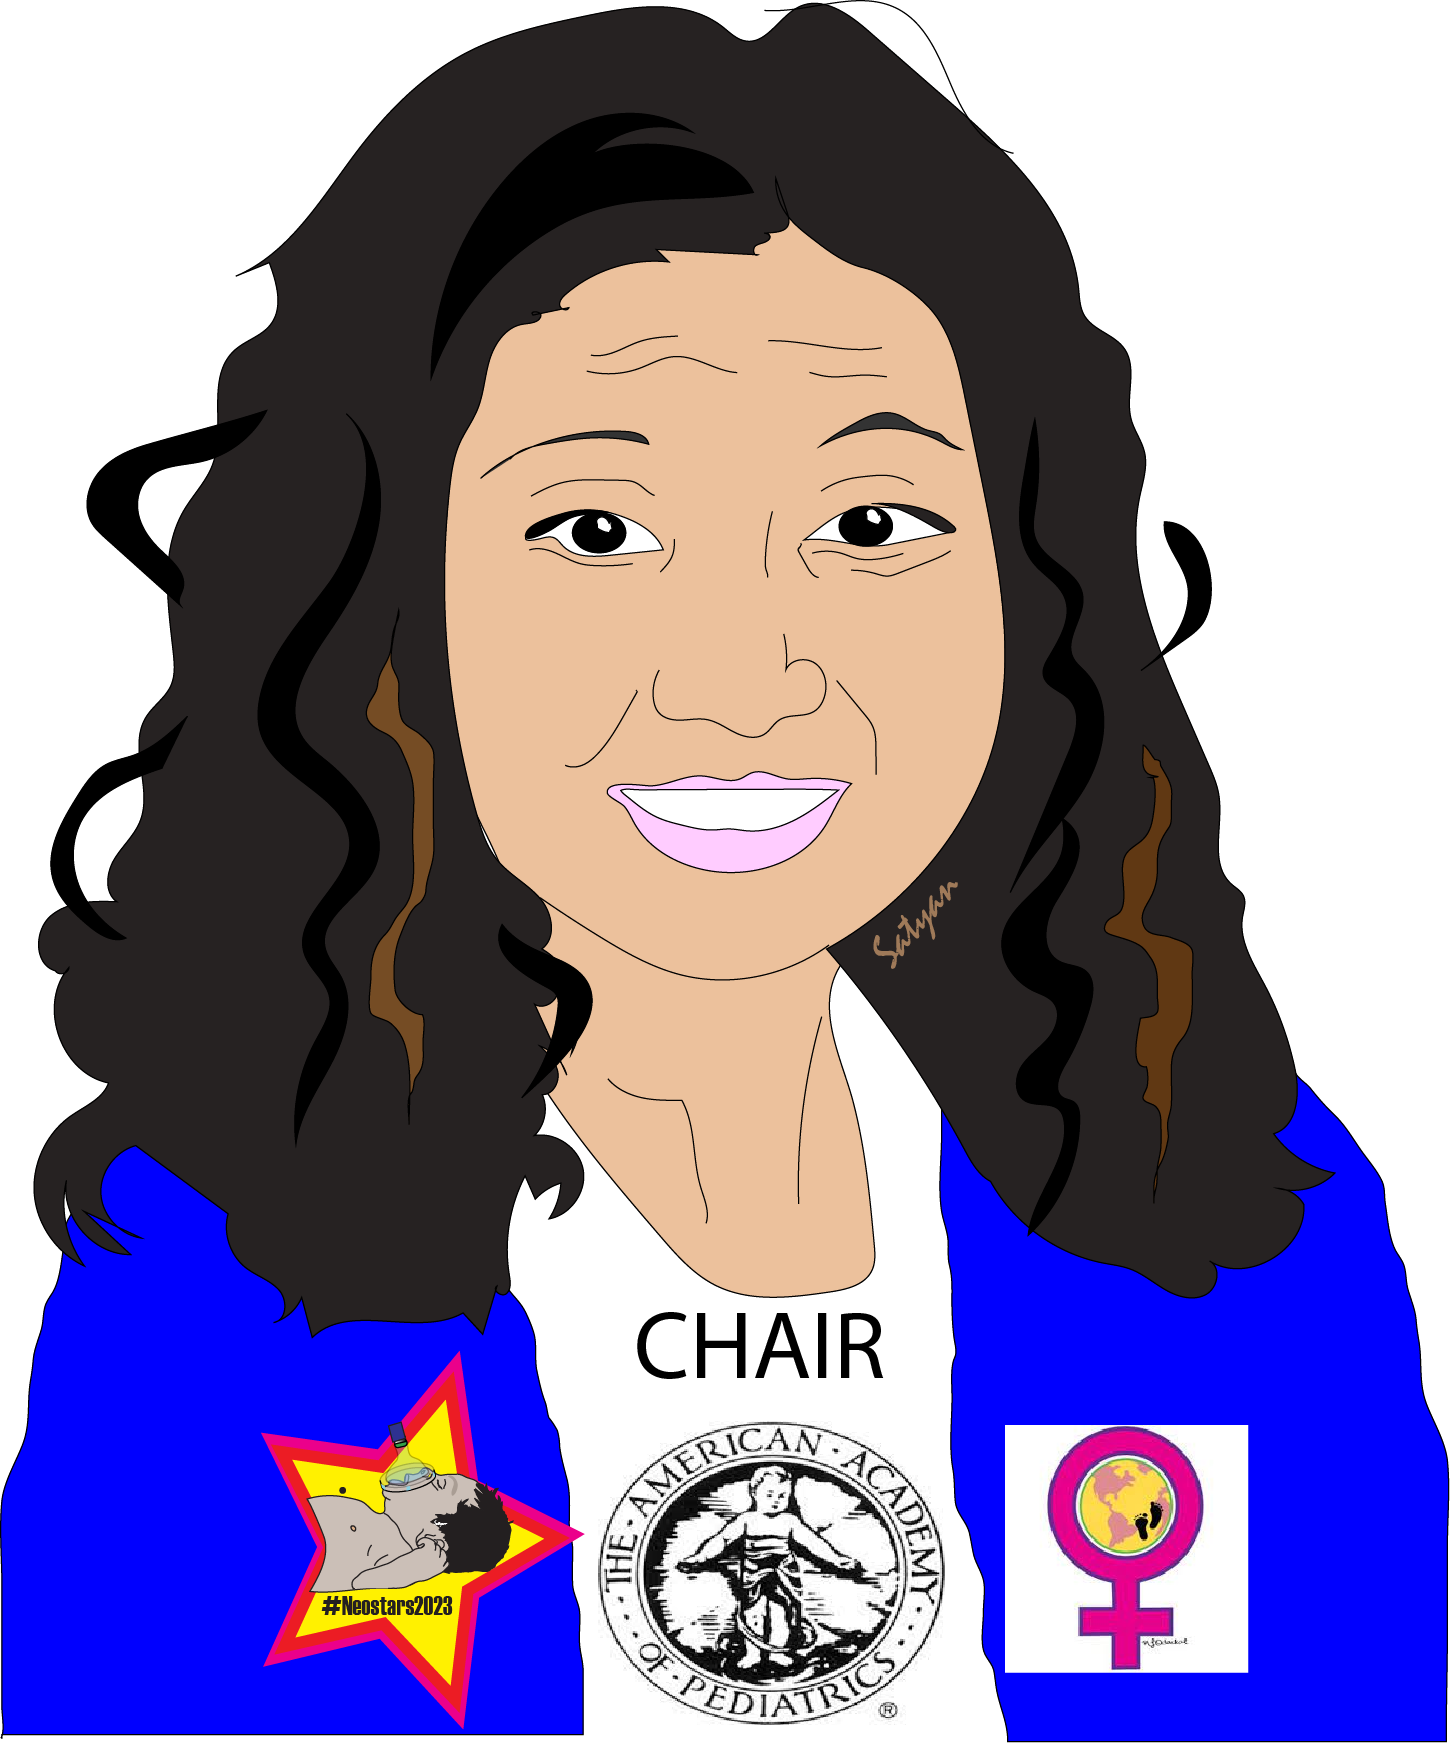 Satyan
CHAIR
THE · AMERICAN · ACADEMY · OF · PEDIATRICS
®
#Neostars2023